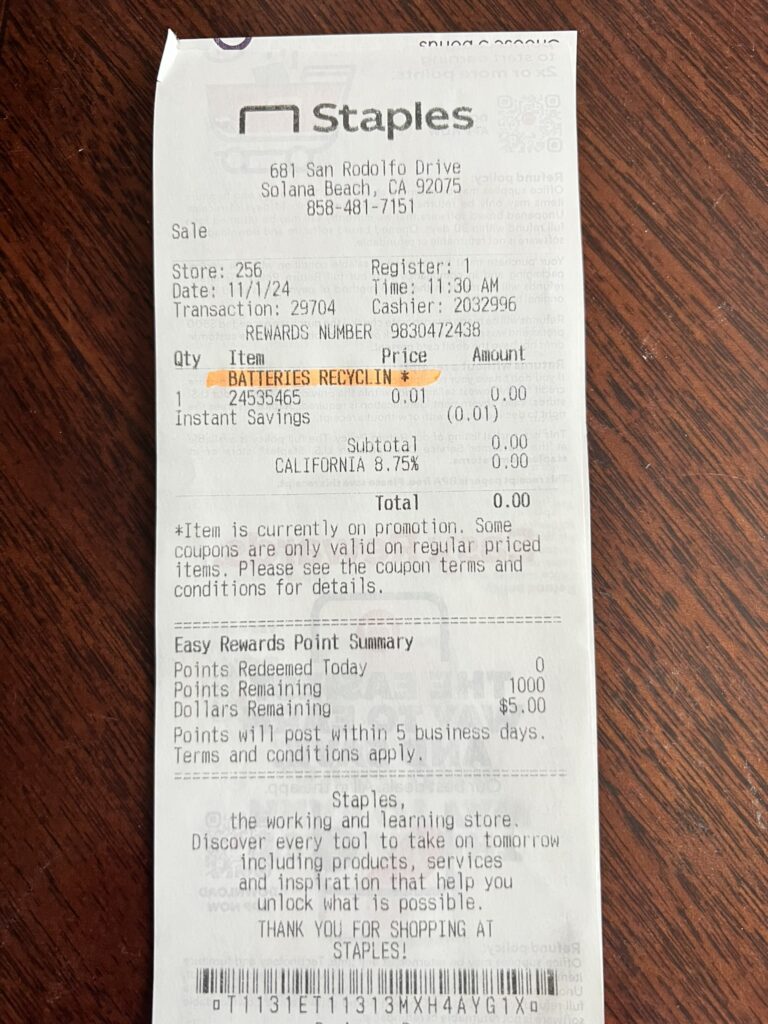 Staples
681 San Rodolfo Drive
Solana Beach, CA 92075
858-481-7151
Sale
Store: 256 Register: 1
Date: 11/1/24 Time: 11:30 AM
Transaction: 29704 Cashier: 2032996
REWARDS NUMBER 9830472438
Qty Item Price Amount
BATTERIES RECYCLIN *
1 24535465 0.01 0.00
Instant Savings (0.01)
Subtotal 0.00
CALIFORNIA 8.75% 0.00
Total 0.00
*Item is currently on promotion. Some
coupons are only valid on regular priced
items. Please see the coupon terms and
conditions for details.
Easy Rewards Point Summary
Points Redeemed Today 0
Points Remaining 1000
Dollars Remaining $5.00
Points will post within 5 business days.
Terms and conditions apply.
Staples,
the working and learning store.
Discover every tool to take on tomorrow
including products, services
and inspiration that help you
unlock what is possible.
THANK YOU FOR SHOPPING AT
STAPLES!
T1131ET11313MXH4AYG1X